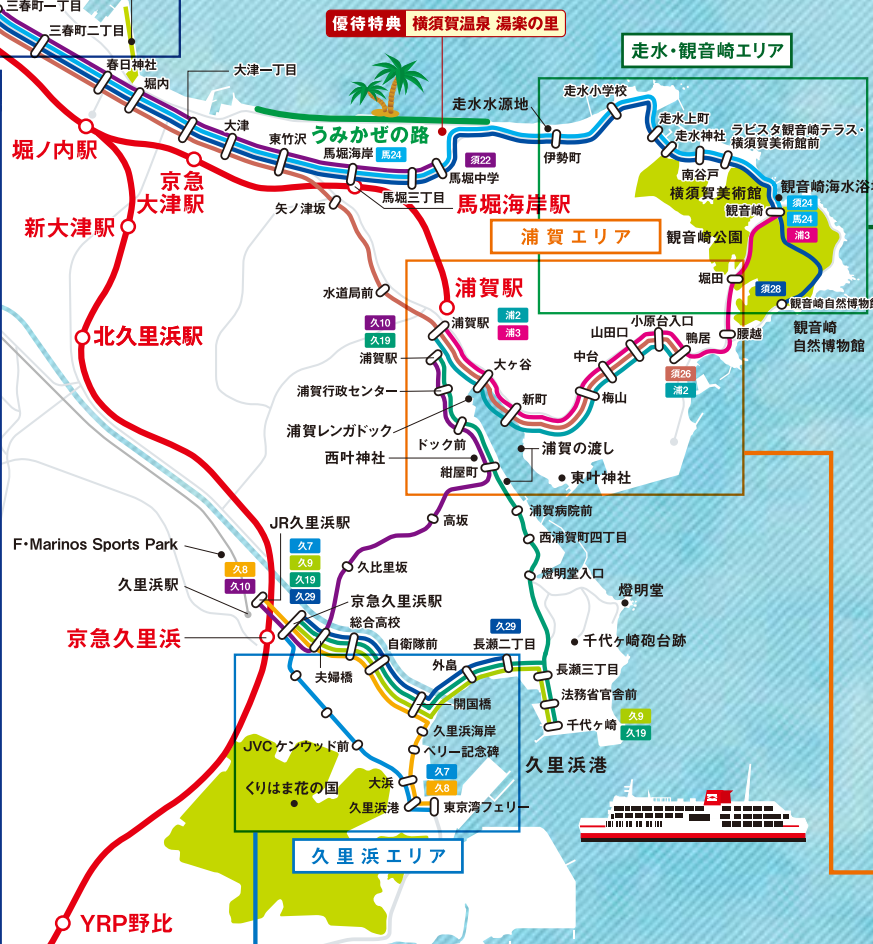 三春町一丁目
三春町二丁目
優待特典
横須賀温泉 湯楽の里
走水・観音崎エリア
春日神社
堀内
大津一丁目
走水小学校
走水水源地
走水上町
走水神社
ラビスタ観音崎テラス・
横須賀美術館前
大津
東竹沢
うみかぜの路
堀ノ内駅
馬堀海岸
馬24
須22
馬堀中学
伊勢町
南谷戸
横須賀美術館
観音崎海水浴
京急
大津駅
矢ノ津坂
馬堀三丁目
馬堀海岸駅
観音崎
須24
馬24
浦3
新大津駅
浦賀エリア
観音崎公園
堀田
須28
観音崎自然博物館
観音崎
自然博物館
水道局前
浦賀駅
北久里浜駅
久10
久19
浦賀駅
浦2
浦3
小原台入口
山田口
鴨居
腰越
浦賀駅
大ヶ谷
中台
須26
浦2
浦賀行政センター
新町
梅山
浦賀レンガドック
ドック前
浦賀の渡し
西叶神社
紺屋町
東叶神社
浦賀病院前
JR久里浜駅
高坂
西浦賀町四丁目
F・Marinos Sports Park
久7
久9
久19
久29
久8
久10
久比里坂
燈明堂入口
久里浜駅
燈明堂
京急久里浜駅
総合高校
久29
京急久里浜
自衛隊前
長瀬二丁目
千代ヶ崎砲台跡
外畠
長瀬三丁目
夫婦橋
開国橋
法務省官舎前
久里浜海岸
千代ヶ崎
久9
久19
JVCケンウッド前
ペリー記念碑
久里浜港
久7
久8
大浜
くりはま花の国
久里浜港
東京湾フェリー
久里浜エリア
YRP野比